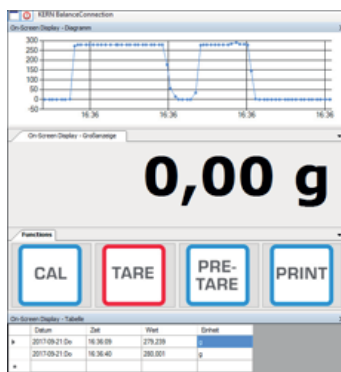 KERN BalanceConnection
On-Screen Display - Diagramm
300
250
200
150
100
50
0
-50
16:36 16:36 16:36 16:36
On-Screen Display - Großanzeige
0,00 g
Functions
CAL
TARE
PRE-
TARE
PRINT
On-Screen Display - Tabelle
Datum Zeit Wert Einheit
2017-09-21 Do 16:36:09 279,239 g
2017-09-21 Do 16:36:40 280,001 g